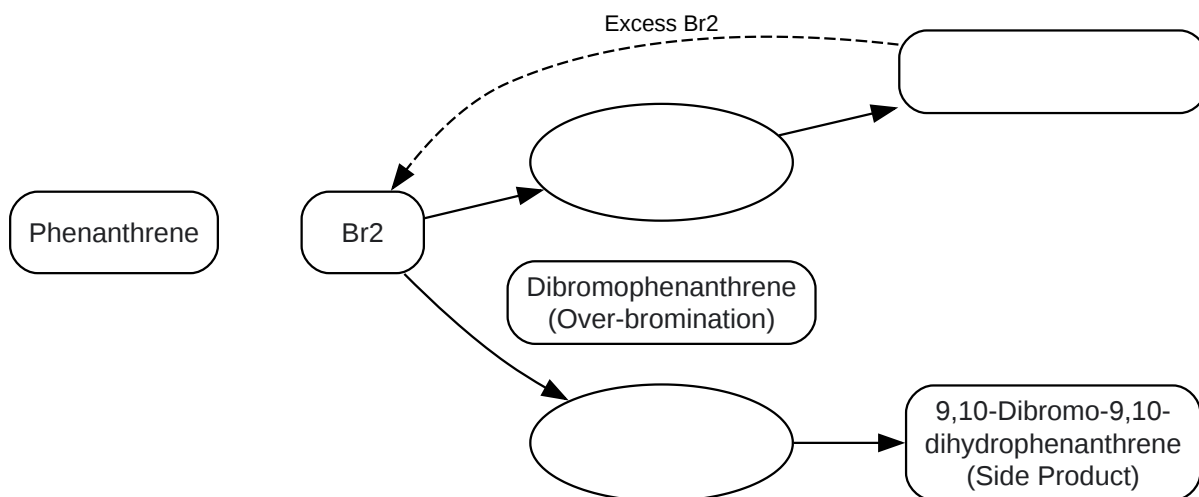 Excess Br2
Phenanthrene
Br2
Dibromophenanthrene
(Over-bromination)
9,10-Dibromo-9,10-
dihydrophenanthrene
(Side Product)